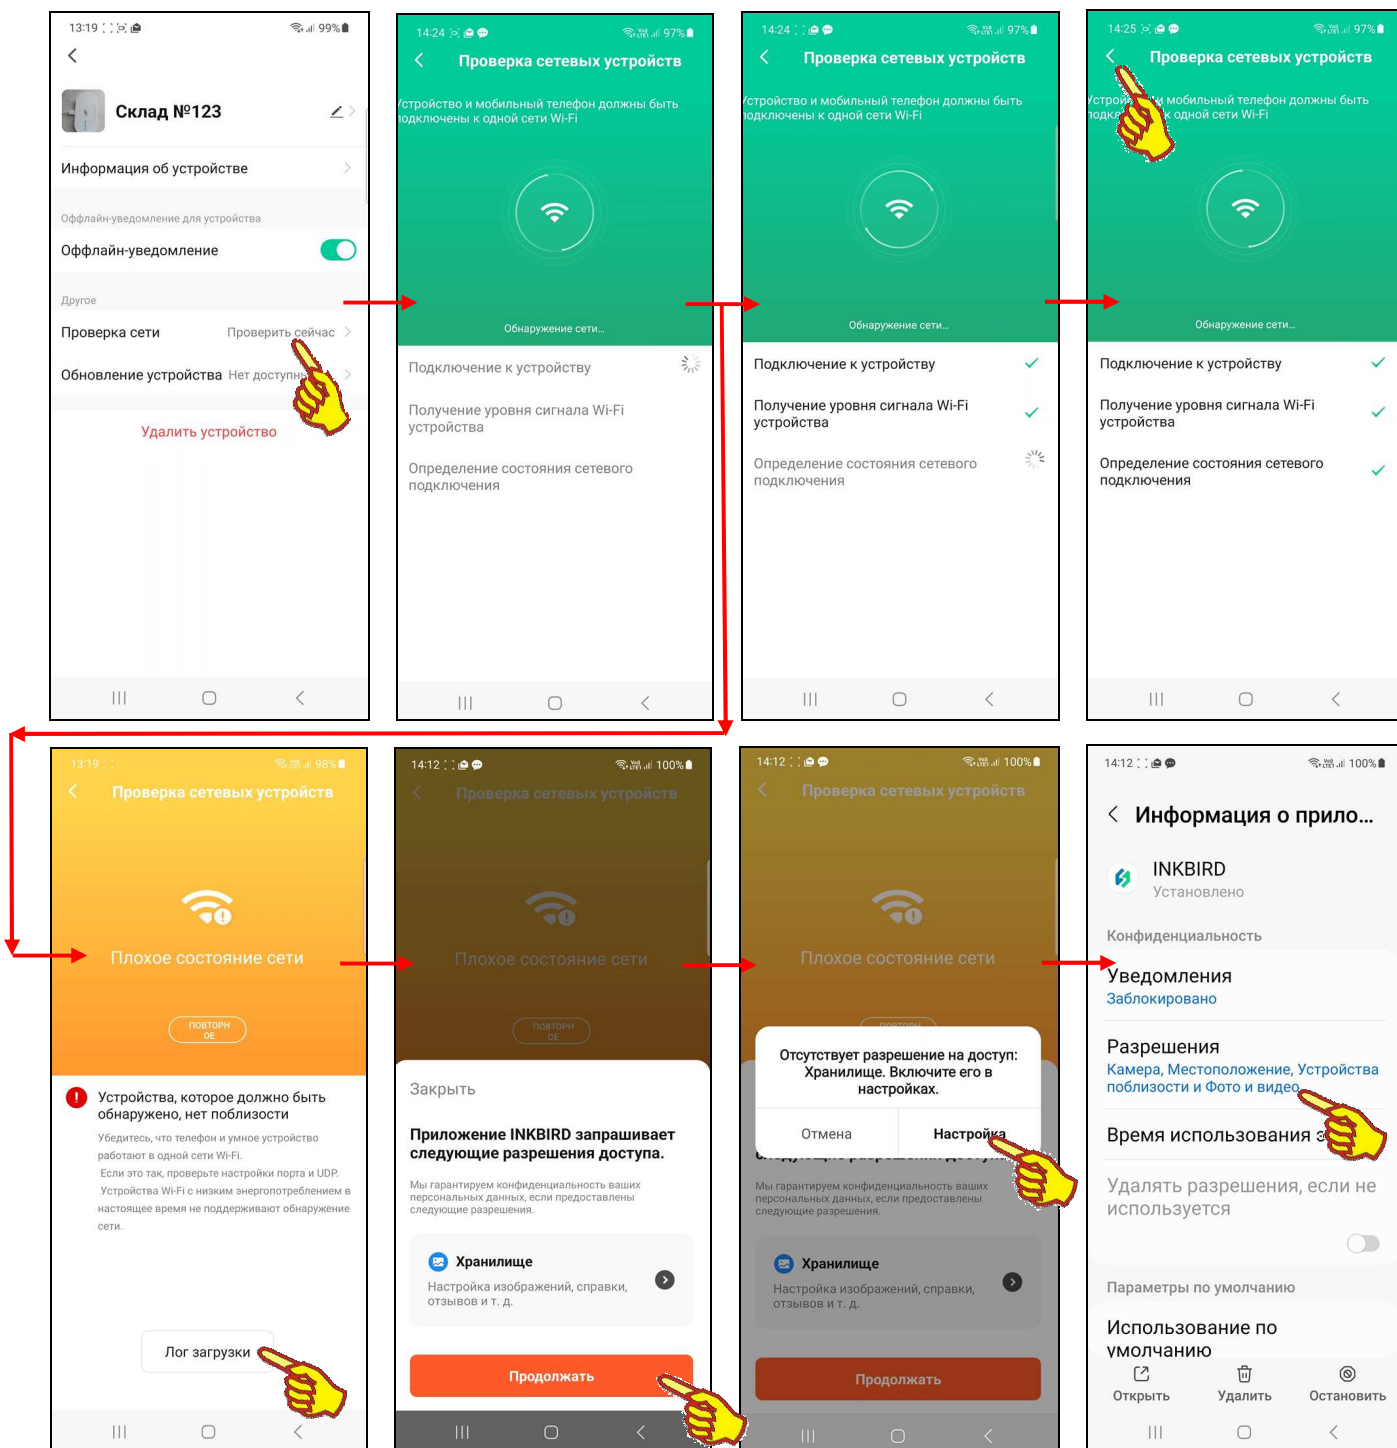 13:19 99%
Склад №123
Информация об устройстве
Оффлайн-уведомление для устройства
Оффлайн-уведомление
Другое
Проверка сети Проверить сейчас
Обновление устройства Нет доступн
Удалить устройство
14:24 97%
Проверка сетевых устройств
Устройство и мобильный телефон должны быть
подключены к одной сети Wi-Fi
Обнаружение сети...
Подключение к устройству
Получение уровня сигнала Wi-Fi
устройства
Определение состояния сетевого
подключения
14:24 97%
Проверка сетевых устройств
Устройство и мобильный телефон должны быть
подключены к одной сети Wi-Fi
Обнаружение сети...
Подключение к устройству
Получение уровня сигнала Wi-Fi
устройства
Определение состояния сетевого
подключения
14:25 97%
Проверка сетевых устройств
Устрой и мобильный телефон должны быть
подк к одной сети Wi-Fi
Обнаружение сети...
Подключение к устройству
Получение уровня сигнала Wi-Fi
устройства
Определение состояния сетевого
подключения
13:19 98%
Проверка сетевых устройств
Плохое состояние сети
ПОВТОРН
ОЕ
Устройства, которое должно быть
обнаружено, нет поблизости
Убедитесь, что телефон и умное устройство
работают в одной сети Wi-Fi.
Если это так, проверьте настройки порта и UDP.
Устройства Wi-Fi с низким энергопотреблением в
настоящее время не поддерживают обнаружение
сети.
Лог загрузки
14:12 100%
Проверка сетевых устройств
Плохое состояние сети
ПОВТОРН
ОЕ
Закрыть
Приложение INKBIRD запрашивает
следующие разрешения доступа.
Мы гарантируем конфиденциальность ваших
персональных данных, если предоставлены
следующие разрешения.
Хранилище
Настройка изображений, справки,
отзывов и т. д.
Продолжать
14:12 100%
Проверка сетевых устройств
Плохое состояние сети
ПОВТОРН
Отсутствует разрешение на доступ:
Хранилище. Включите его в
настройках.
Отмена Настройка
Мы гарантируем конфиденциальность ваших
персональных данных, если предоставлены
следующие разрешения.
Хранилище
Настройка изображений, справки,
отзывов и т. д.
Продолжать
14:12 100%
Информация о прило...
INKBIRD
Установлено
Конфиденциальность
Уведомления
Заблокировано
Разрешения
Камера, Местоположение, Устройства
поблизости и Фото и видео
Время использования э
Удалять разрешения, если не
используется
Параметры по умолчанию
Использование по
умолчанию
Открыть Удалить Остановить